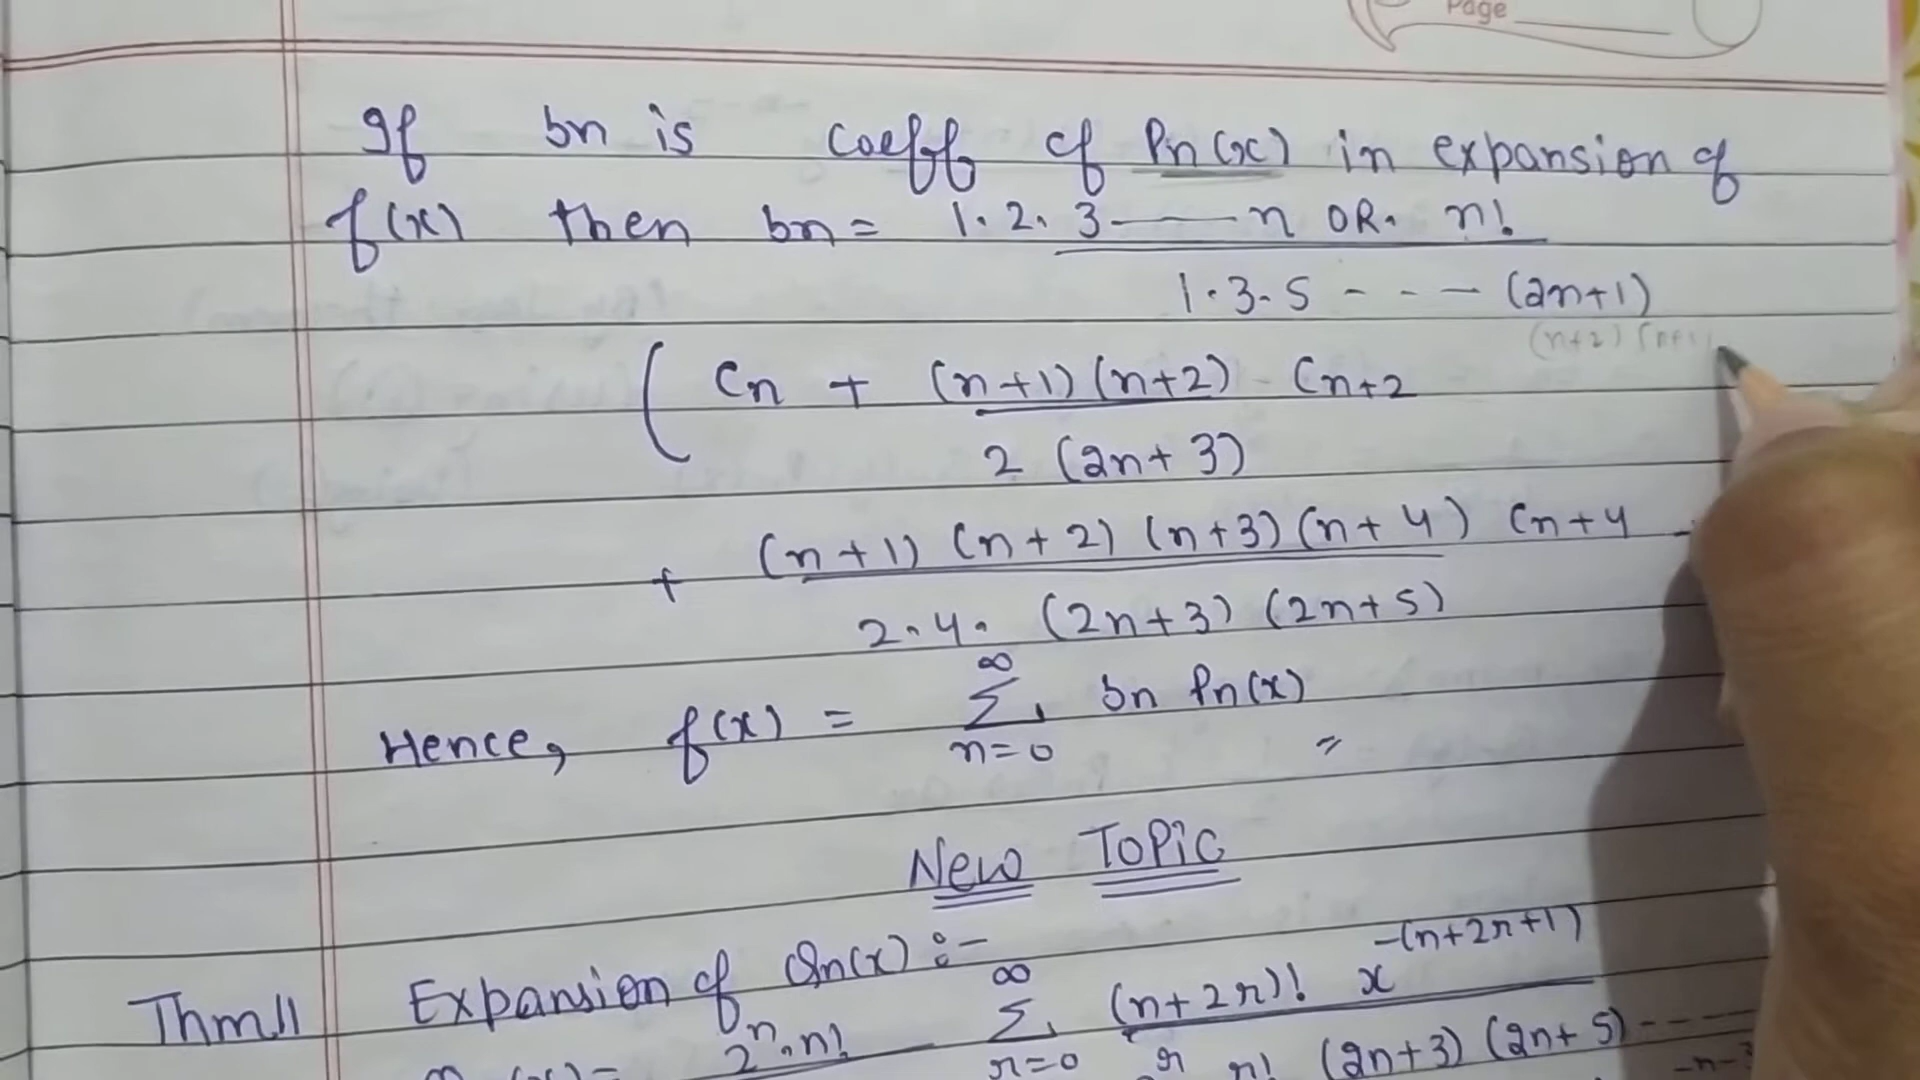 Page
If bn is coeff of Pn(x) in expansion of
f(x) then bn = 1·2·3 —— n OR. n!
1·3·5 - - - (2n+1)
(n+2) (n+1)
( Cn + (n+1)(n+2) Cn+2
2 (2n+3)
+ (n+1) (n+2) (n+3)(n+4) Cn+4
2·4· (2n+3) (2n+5)
Hence, f(x) = ∞ Σ n=0 bn Pn(x)
New Topic
Thm 11 Expansion of Qn(x) :-
2^n · n! ∞ Σ r=0 (n+2r)! x^-(n+2r+1)
r! (2n+3) (2n+5) - - - -